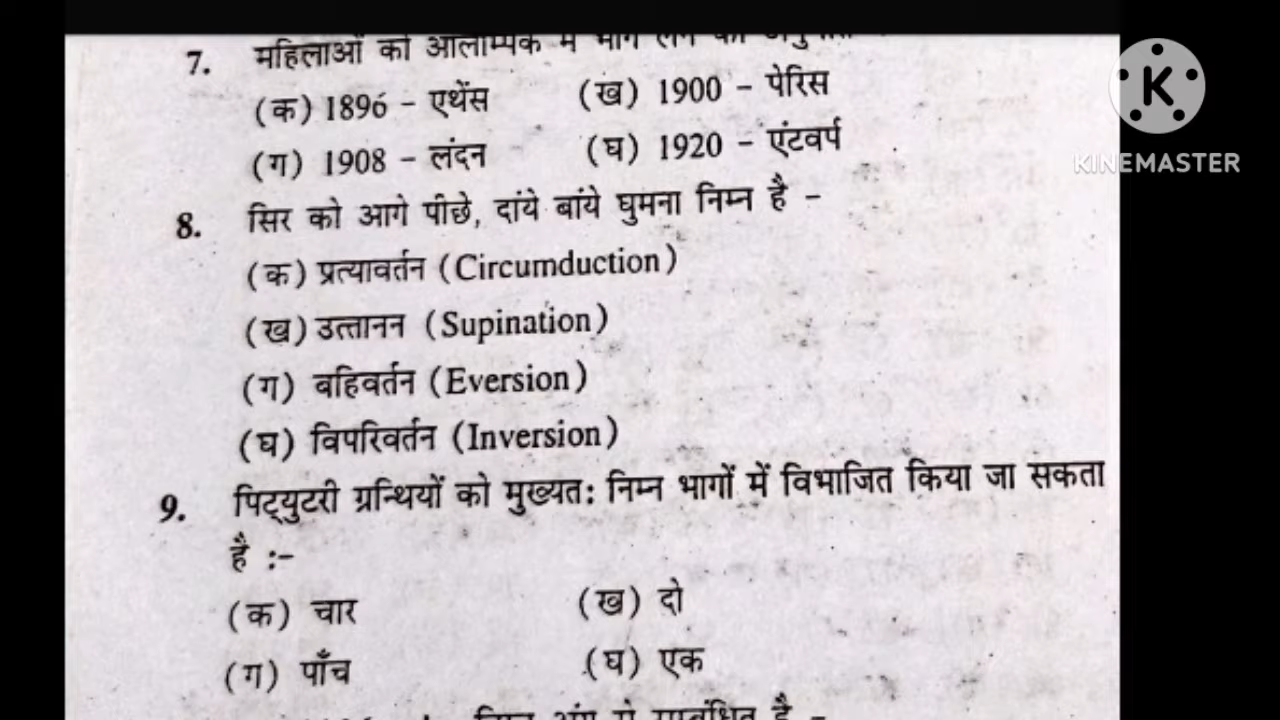 7. महिलाओं को ओलम्पिक में भाग लेने की
(क) 1896 - एथेंस (ख) 1900 - पेरिस
(ग) 1908 - लंदन (घ) 1920 - एंटवर्प
8. सिर को आगे पीछे, दांये बांये घुमना निम्न है -
(क) प्रत्यावर्तन (Circumduction)
(ख) उत्तानन (Supination)
(ग) बहिवर्तन (Eversion)
(घ) विपरिवर्तन (Inversion)
9. पिट्युटरी ग्रन्थियों को मुख्यत: निम्न भागों में विभाजित किया जा सकता
है :-
(क) चार (ख) दो
(ग) पाँच (घ) एक
निम्न अंग से सम्बंधित है -
K
KINEMASTER